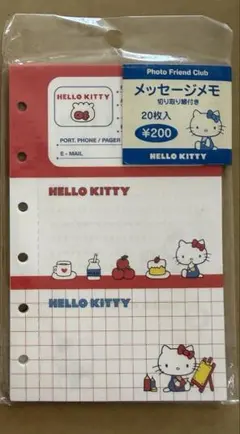 Photo Friend Club
メッセージメモ
切り取り線付き
20枚入
¥200
HELLO KITTY
HELLO KITTY
PORT. PHONE / PAGER
E - MAIL
HELLO KITTY
HELLO KITTY